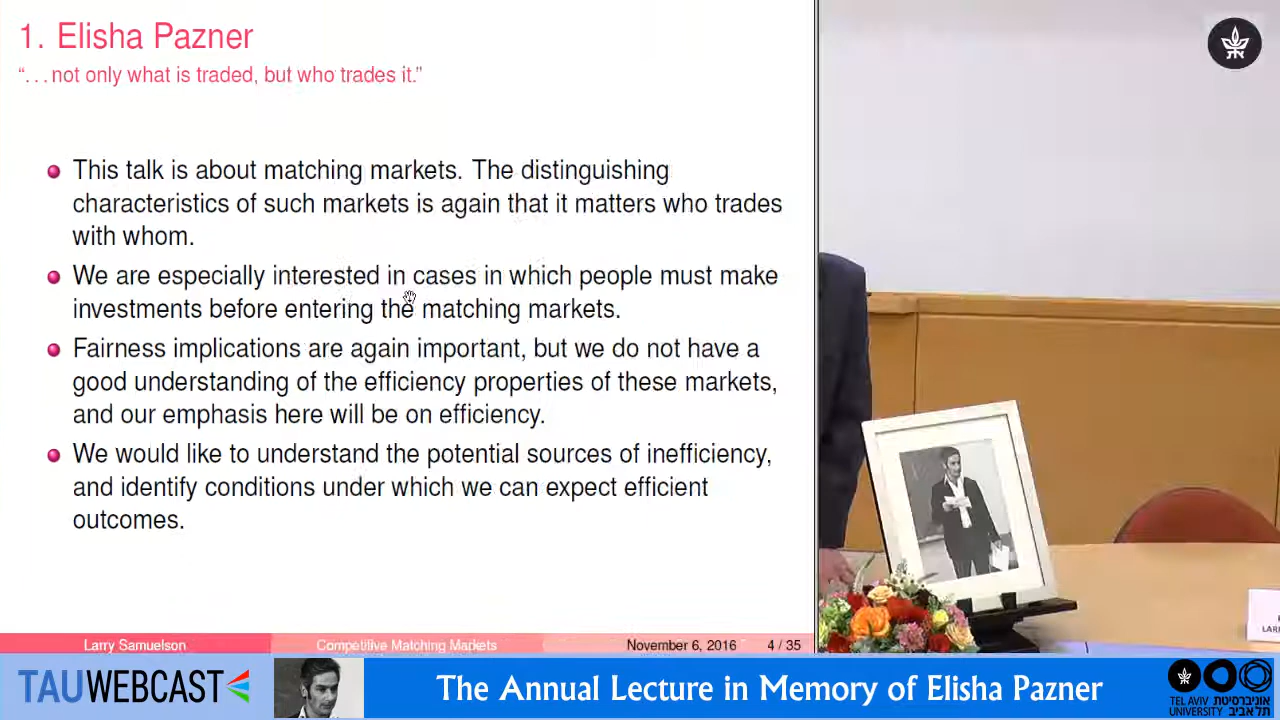 1. Elisha Pazner
“. . . not only what is traded, but who trades it.”
This talk is about matching markets. The distinguishing
characteristics of such markets is again that it matters who trades
with whom.
We are especially interested in cases in which people must make
investments before entering the matching markets.
Fairness implications are again important, but we do not have a
good understanding of the efficiency properties of these markets,
and our emphasis here will be on efficiency.
We would like to understand the potential sources of inefficiency,
and identify conditions under which we can expect efficient
outcomes.
Larry Samuelson Competitive Matching Markets November 6, 2016 4 / 35
TAUWEBCAST
The Annual Lecture in Memory of Elisha Pazner
TEL AVIV אוניברסיטת
UNIVERSITY תל אביב